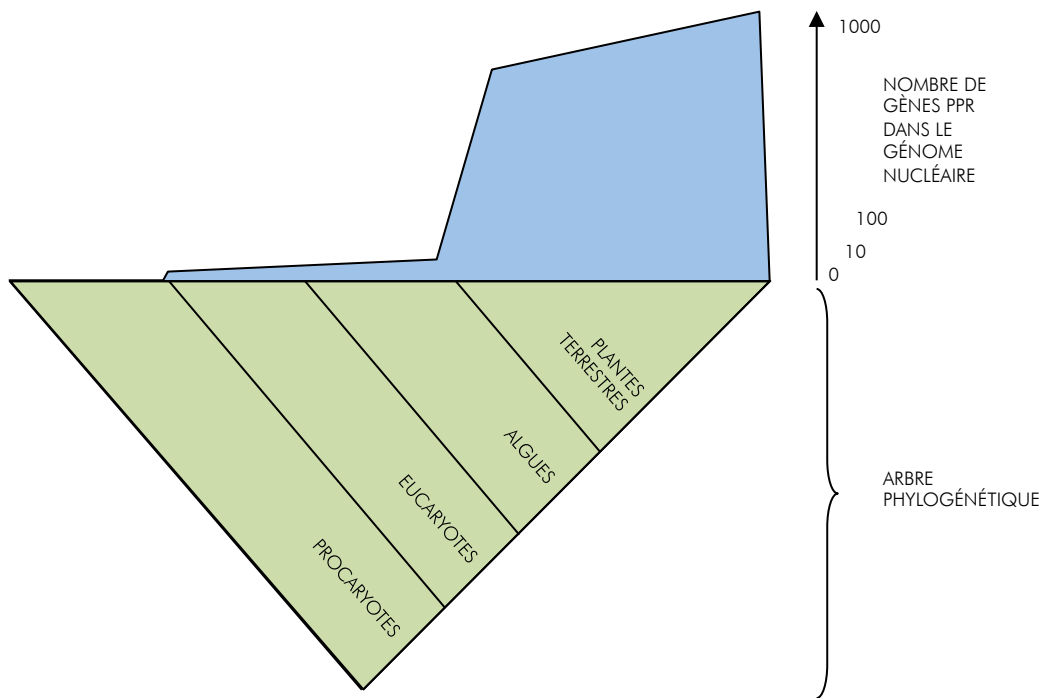 1000
NOMBRE DE
GÈNES PPR
DANS LE
GÉNOME
NUCLÉAIRE
100
10
0
PLANTES
TERRESTRES
ALGUES
EUCARYOTES
PROCARYOTES
ARBRE
PHYLOGÉNÉTIQUE